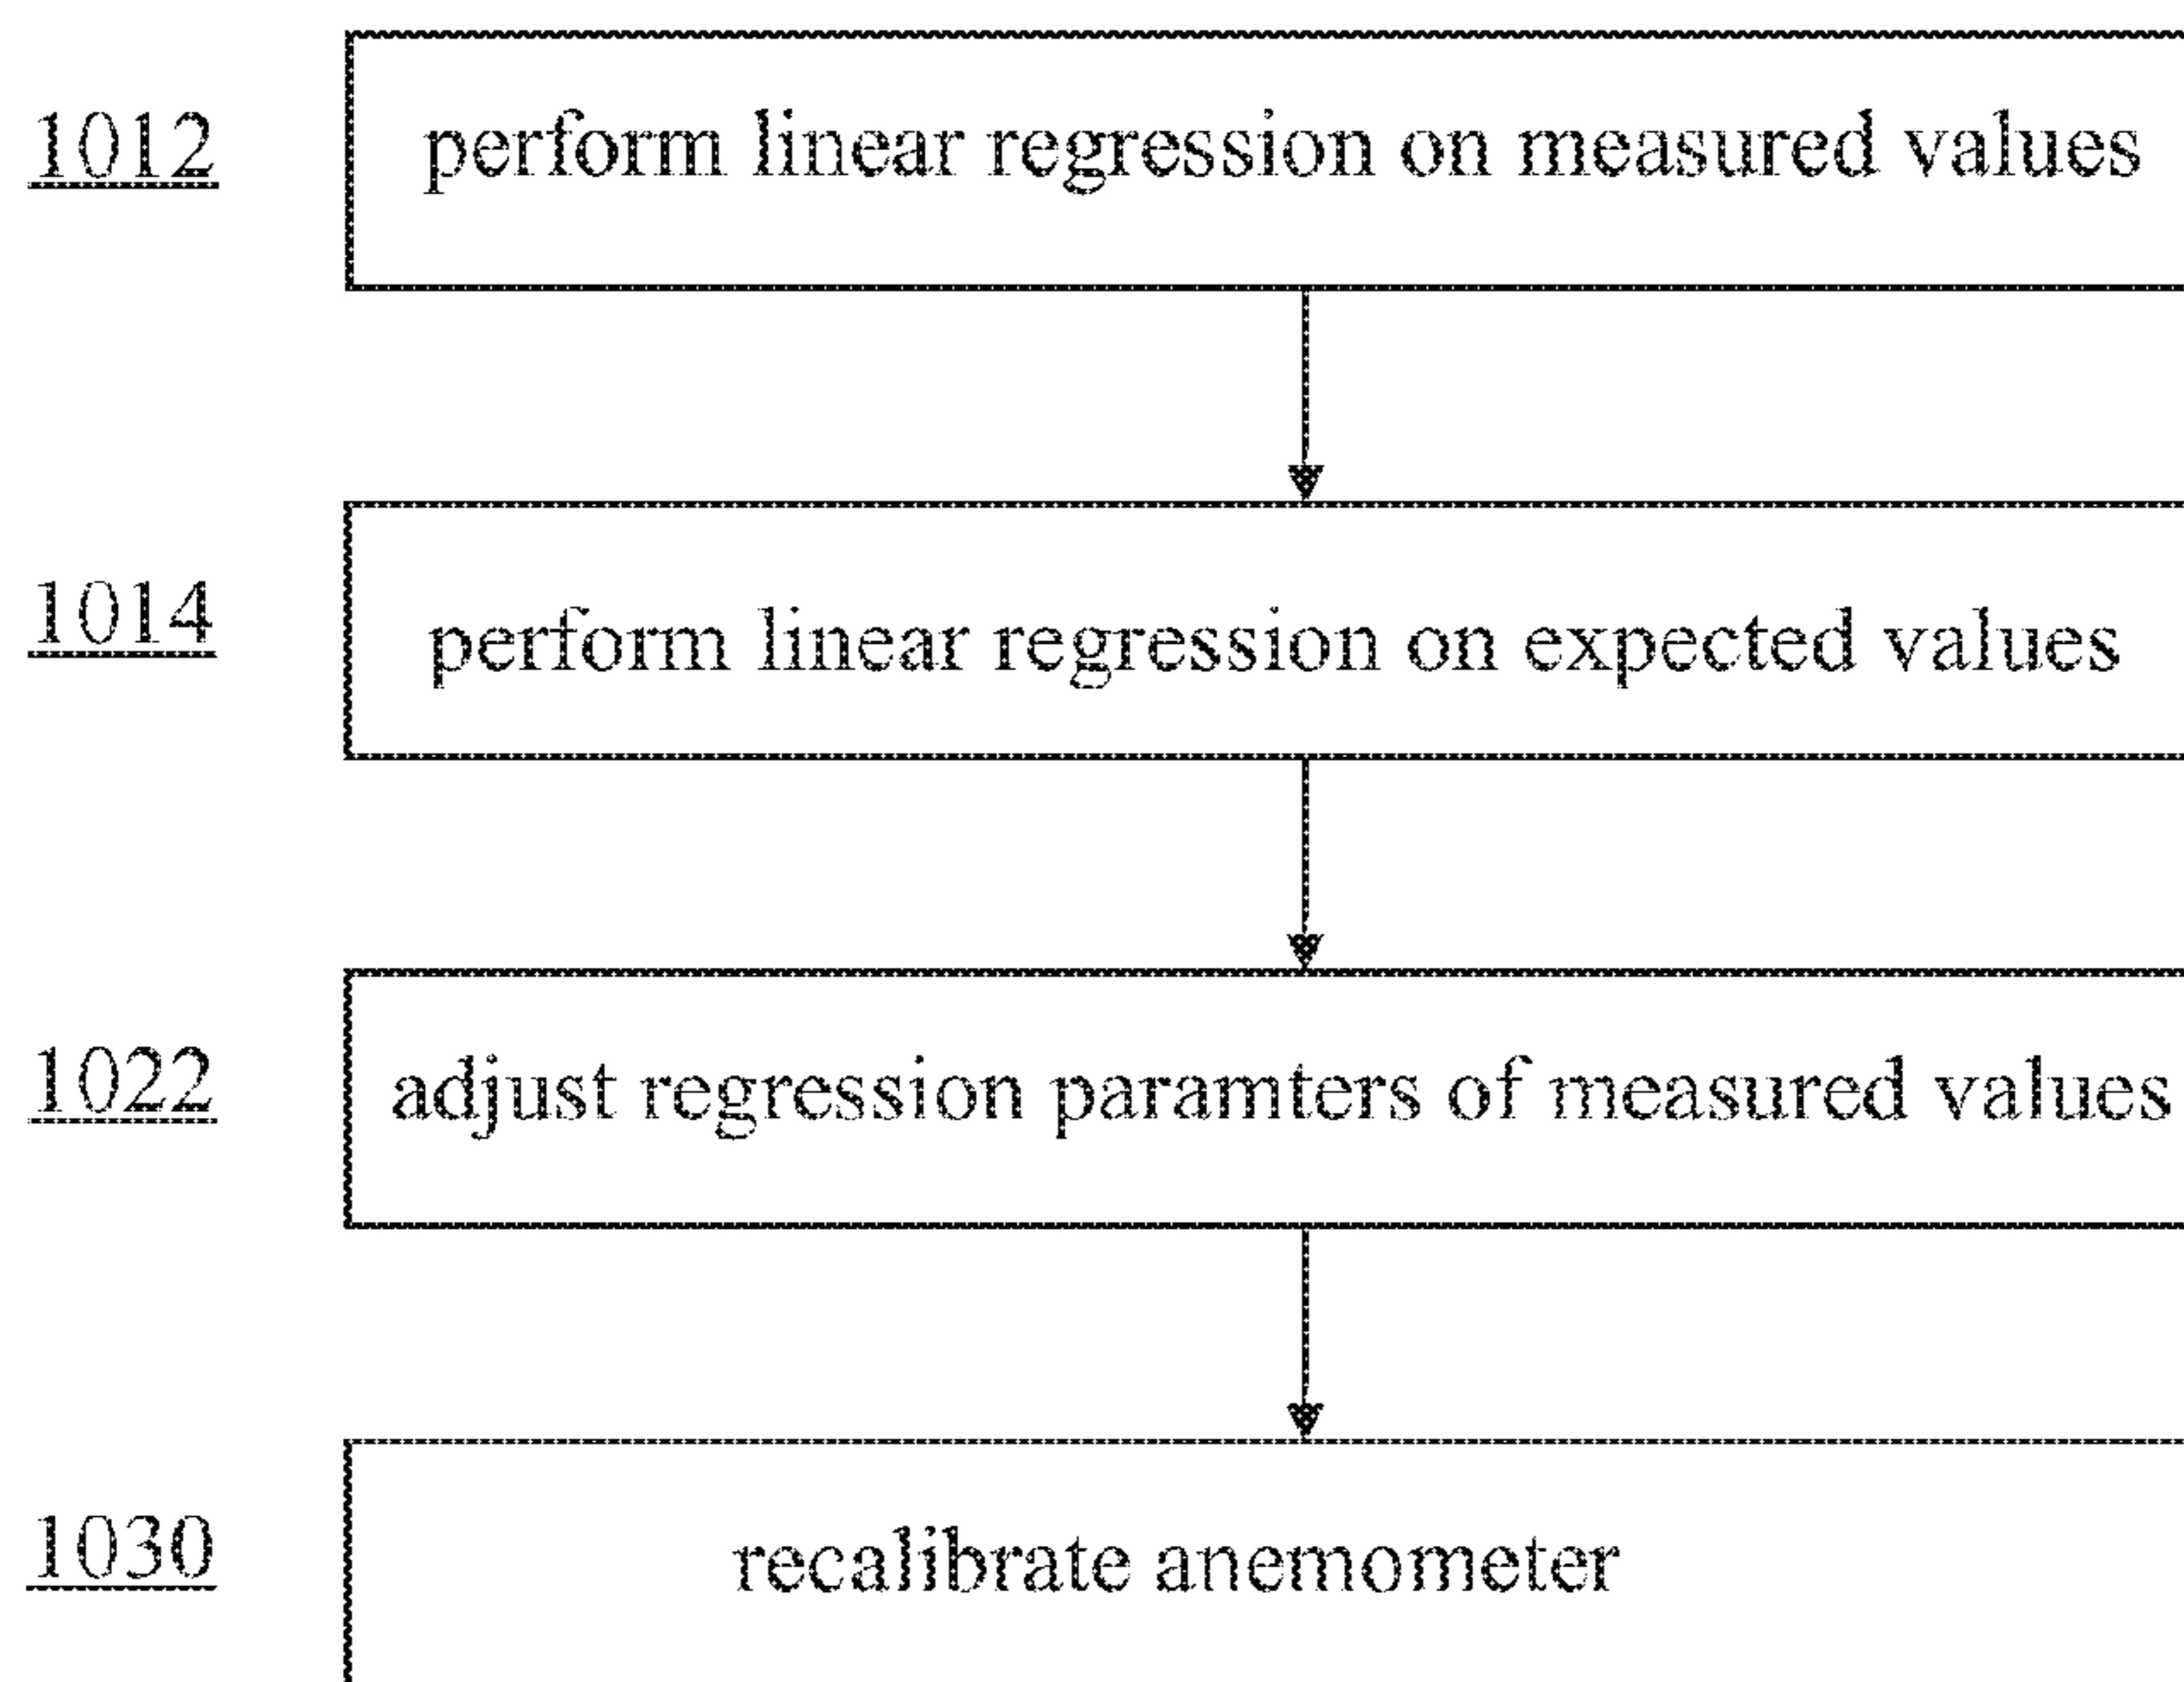 1012 perform linear regression on measured values
1014 perform linear regression on expected values
1022 adjust regression paramters of measured values
1030 recalibrate anemometer